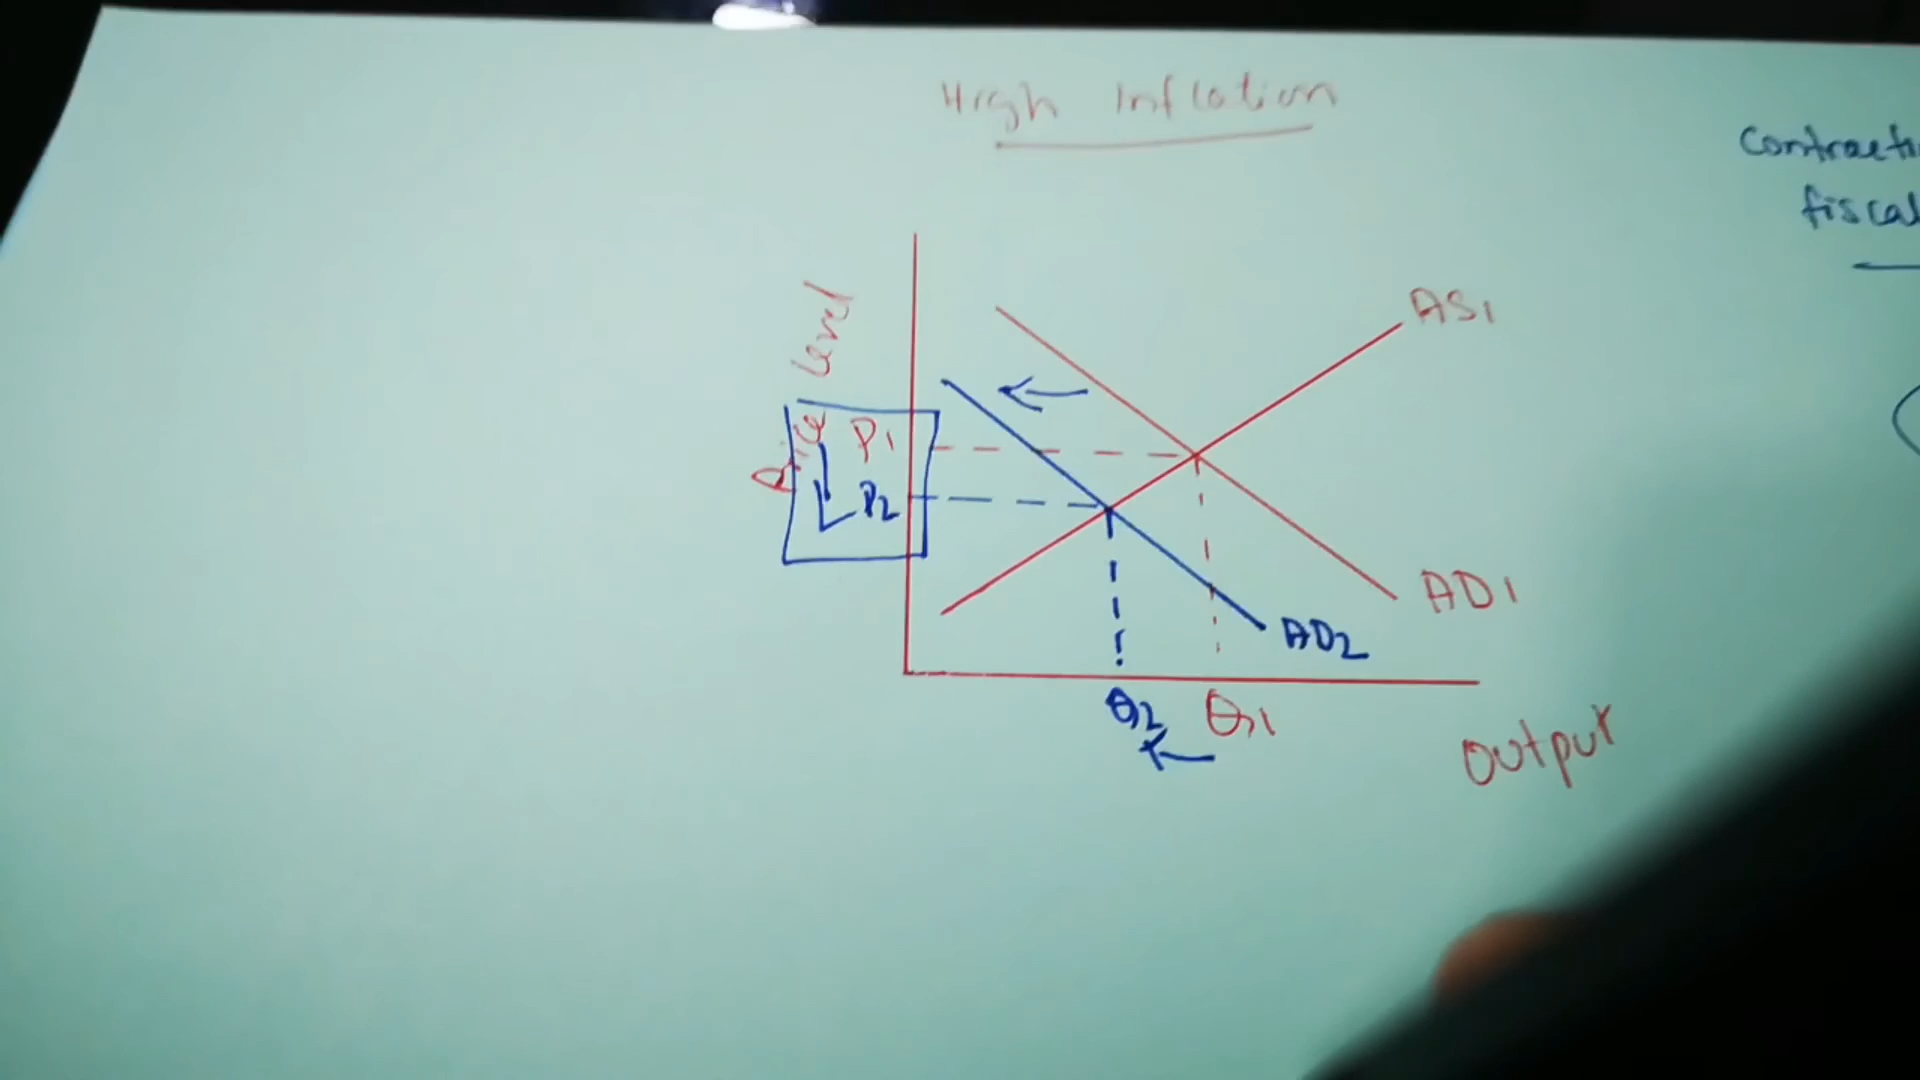 High Inflation
Contracti
fiscal
Price Level
AS1
P1
P2
AD1
AD2
Q2
Q1
Output